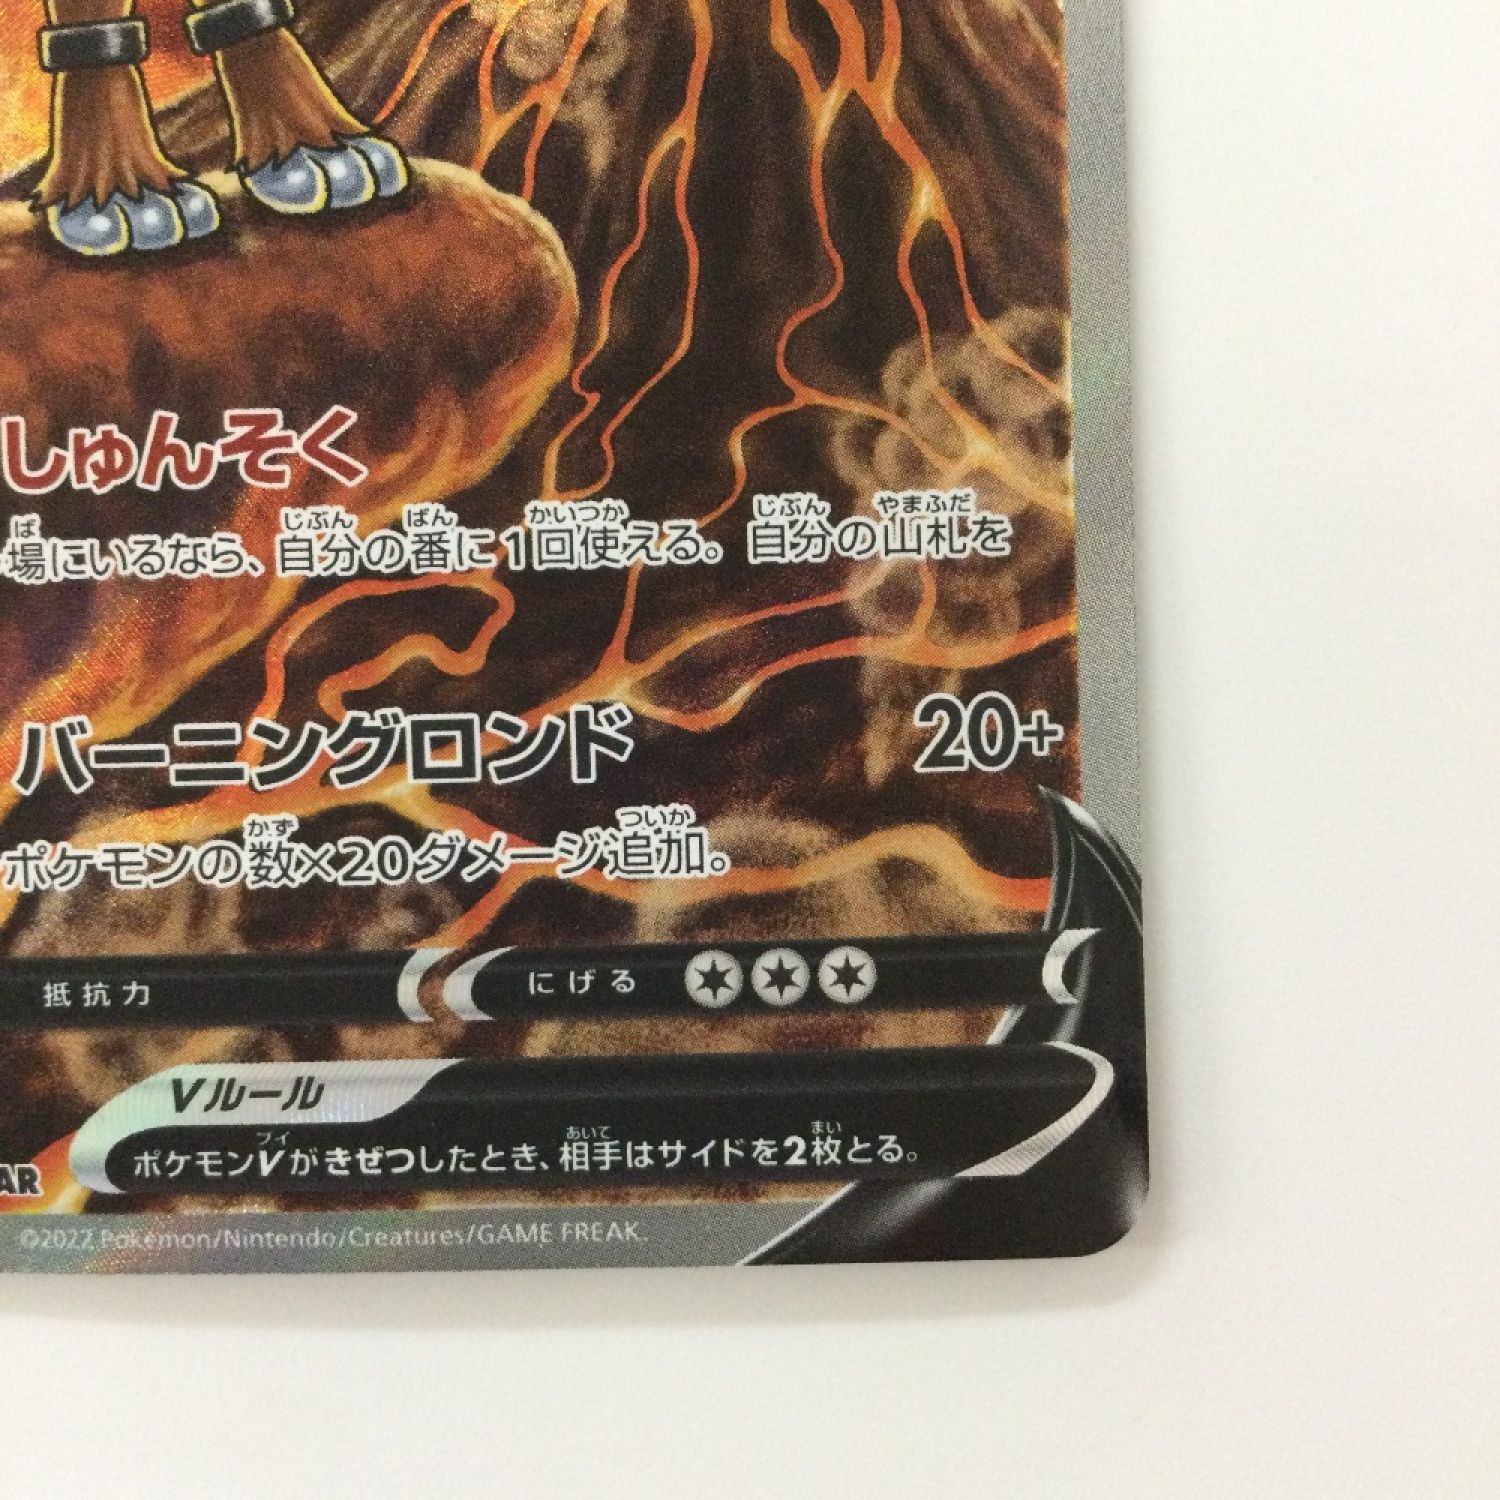 しゅんそく
ば じぶん ばん かいつか じぶん やまふだ
場にいるなら、自分の番に1回使える。自分の山札を
バーニングロンド 20+
かず ついか
ポケモンの数×20ダメージ追加。
抵抗力 にげる
Vルール
ブイ あいて まい
ポケモンVがきぜつしたとき、相手はサイドを2枚とる。
AR
©2022 Pokémon/Nintendo/Creatures/GAME FREAK.